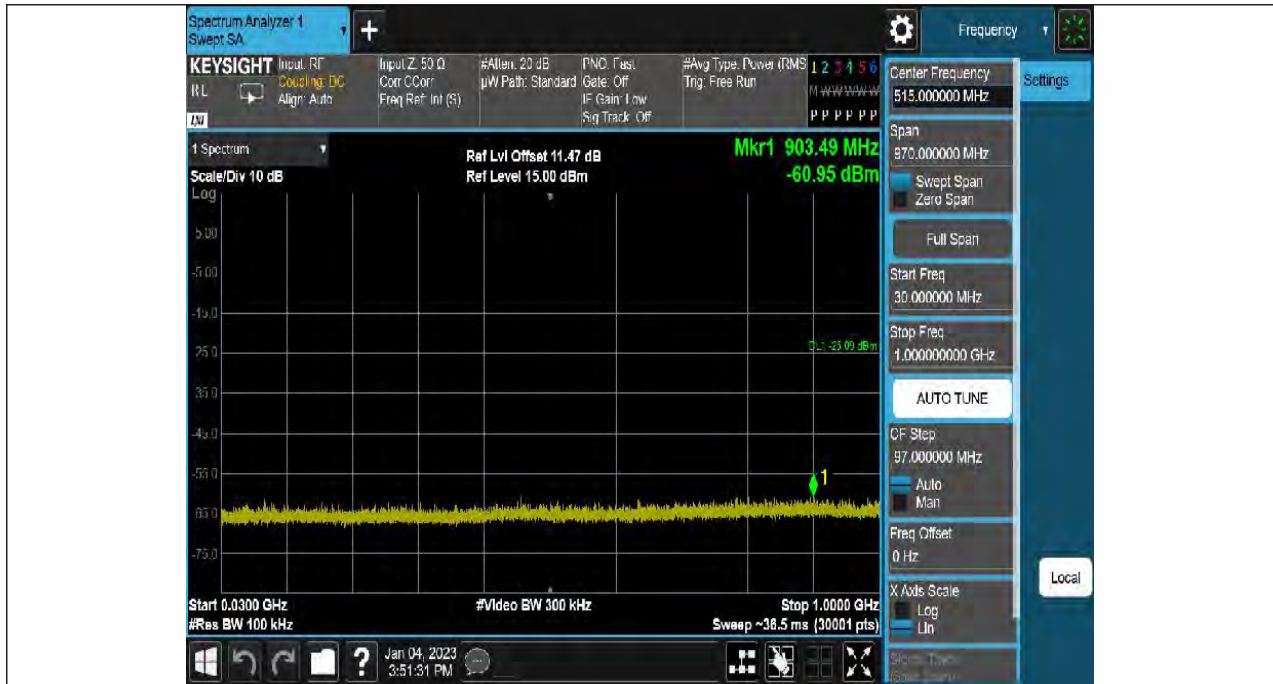 Spectrum Analyzer 1
Swept SA
+
Frequency
KEYSIGHT
RL
Input: RF
Coupling: DC
Align: Auto
Input Z: 50 Ω
Corr CCorr
Freq Ref: Int (S)
#Atten: 20 dB
µW Path: Standard
PNO: Fast
Gate: Off
IF Gain: Low
Sig Track: Off
#Avg Type: Power (RMS
Trig: Free Run
1 2 3 4 5 6
M W W W W W
P P P P P P
1 Spectrum
Scale/Div 10 dB
Log
Ref Lvl Offset 11.47 dB
Ref Level 15.00 dBm
Mkr1 903.49 MHz
-60.95 dBm
5.00
-5.00
-15.0
-25.0
-35.0
-45.0
-55.0
-65.0
-75.0
DL1 -25.09 dBm
1
Start 0.0300 GHz
#Res BW 100 kHz
#Video BW 300 kHz
Stop 1.0000 GHz
Sweep ~36.5 ms (30001 pts)
Center Frequency
515.000000 MHz
Settings
Span
970.000000 MHz
Swept Span
Zero Span
Full Span
Start Freq
30.000000 MHz
Stop Freq
1.000000000 GHz
AUTO TUNE
CF Step
97.000000 MHz
Auto
Man
Freq Offset
0 Hz
X Axis Scale
Log
Lin
Local
?
Jan 04, 2023
3:51:31 PM